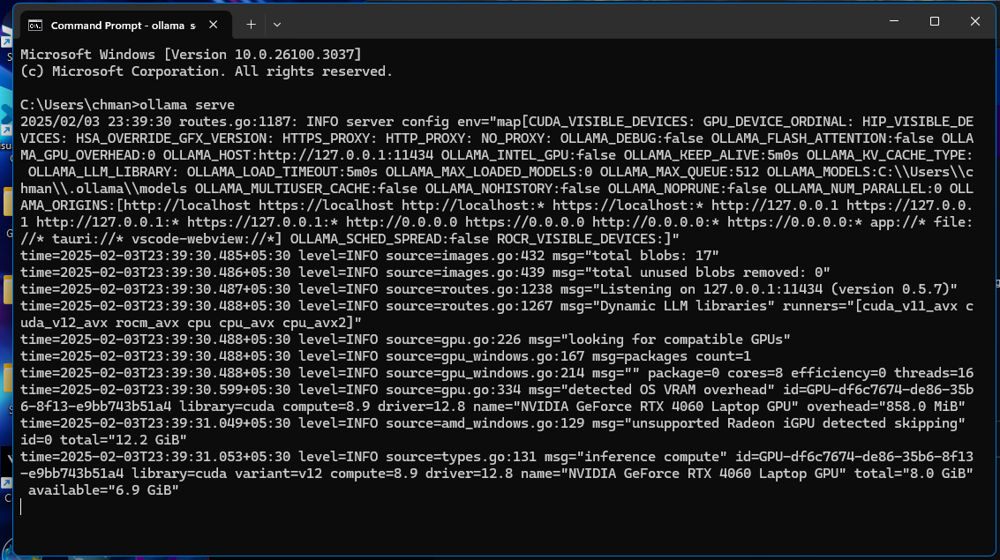 Command Prompt - ollama s
Microsoft Windows [Version 10.0.26100.3037]
(c) Microsoft Corporation. All rights reserved.
C:\Users\chman>ollama serve
2025/02/03 23:39:30 routes.go:1187: INFO server config env="map[CUDA_VISIBLE_DEVICES: GPU_DEVICE_ORDINAL: HIP_VISIBLE_DE
VICES: HSA_OVERRIDE_GFX_VERSION: HTTPS_PROXY: HTTP_PROXY: NO_PROXY: OLLAMA_DEBUG:false OLLAMA_FLASH_ATTENTION:false OLLA
MA_GPU_OVERHEAD:0 OLLAMA_HOST:http://127.0.0.1:11434 OLLAMA_INTEL_GPU:false OLLAMA_KEEP_ALIVE:5m0s OLLAMA_KV_CACHE_TYPE:
OLLAMA_LLM_LIBRARY: OLLAMA_LOAD_TIMEOUT:5m0s OLLAMA_MAX_LOADED_MODELS:0 OLLAMA_MAX_QUEUE:512 OLLAMA_MODELS:C:\\Users\\c
hman\\.ollama\\models OLLAMA_MULTIUSER_CACHE:false OLLAMA_NOHISTORY:false OLLAMA_NOPRUNE:false OLLAMA_NUM_PARALLEL:0 OLL
AMA_ORIGINS:[http://localhost https://localhost http://localhost:* https://localhost:* http://127.0.0.1 https://127.0.0.
1 http://127.0.0.1:* https://127.0.0.1:* http://0.0.0.0 https://0.0.0.0 http://0.0.0.0:* https://0.0.0.0:* app://* file:
//* tauri://* vscode-webview://*] OLLAMA_SCHED_SPREAD:false ROCR_VISIBLE_DEVICES:]"
time=2025-02-03T23:39:30.485+05:30 level=INFO source=images.go:432 msg="total blobs: 17"
time=2025-02-03T23:39:30.486+05:30 level=INFO source=images.go:439 msg="total unused blobs removed: 0"
time=2025-02-03T23:39:30.487+05:30 level=INFO source=routes.go:1238 msg="Listening on 127.0.0.1:11434 (version 0.5.7)"
time=2025-02-03T23:39:30.488+05:30 level=INFO source=routes.go:1267 msg="Dynamic LLM libraries" runners="[cuda_v11_avx c
uda_v12_avx rocm_avx cpu cpu_avx cpu_avx2]"
time=2025-02-03T23:39:30.488+05:30 level=INFO source=gpu.go:226 msg="looking for compatible GPUs"
time=2025-02-03T23:39:30.488+05:30 level=INFO source=gpu_windows.go:167 msg=packages count=1
time=2025-02-03T23:39:30.488+05:30 level=INFO source=gpu_windows.go:214 msg="" package=0 cores=8 efficiency=0 threads=16
time=2025-02-03T23:39:30.599+05:30 level=INFO source=gpu.go:334 msg="detected OS VRAM overhead" id=GPU-df6c7674-de86-35b
6-8f13-e9bb743b51a4 library=cuda compute=8.9 driver=12.8 name="NVIDIA GeForce RTX 4060 Laptop GPU" overhead="858.0 MiB"
time=2025-02-03T23:39:31.049+05:30 level=INFO source=amd_windows.go:129 msg="unsupported Radeon iGPU detected skipping"
id=0 total="12.2 GiB"
time=2025-02-03T23:39:31.053+05:30 level=INFO source=types.go:131 msg="inference compute" id=GPU-df6c7674-de86-35b6-8f13
-e9bb743b51a4 library=cuda variant=v12 compute=8.9 driver=12.8 name="NVIDIA GeForce RTX 4060 Laptop GPU" total="8.0 GiB"
available="6.9 GiB"